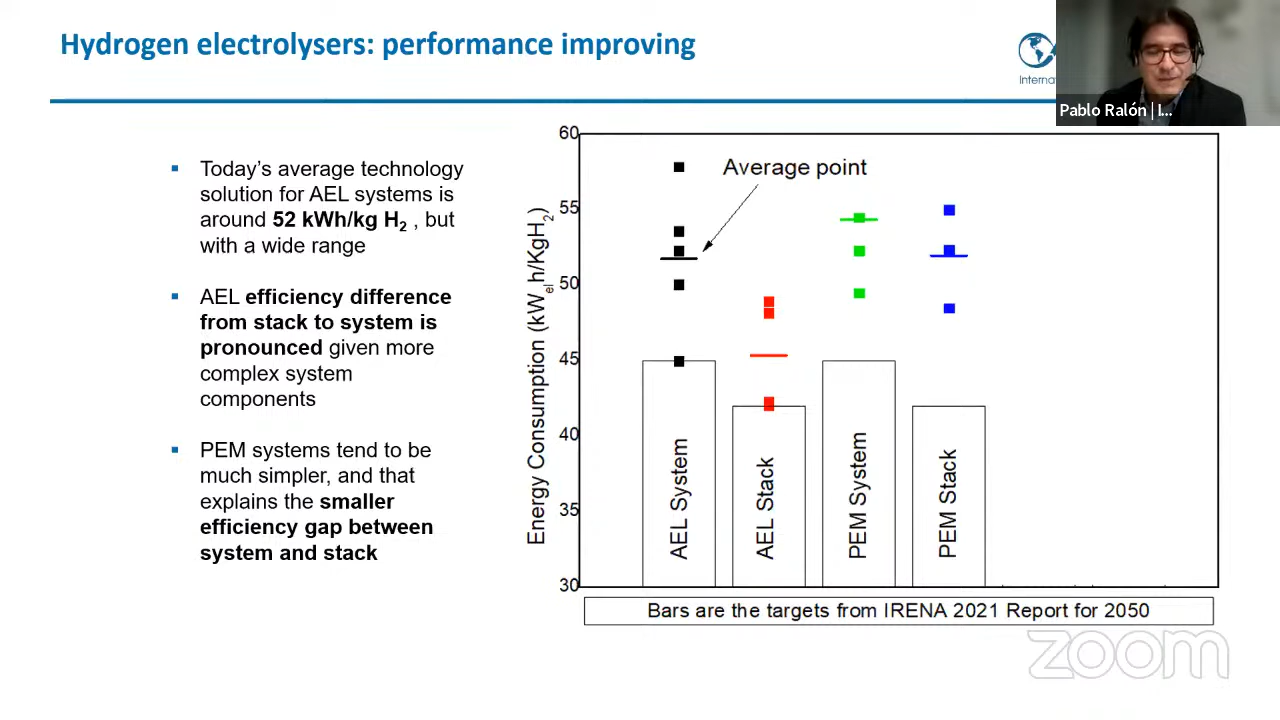 Hydrogen electrolysers: performance improving
Internat
Pablo Ralón | I...
▪ Today's average technology
solution for AEL systems is
around 52 kWh/kg H₂ , but
with a wide range
▪ AEL efficiency difference
from stack to system is
pronounced given more
complex system
components
▪ PEM systems tend to be
much simpler, and that
explains the smaller
efficiency gap between
system and stack
Energy Consumption (kWₑₗh/KgH₂)
60
55
50
45
40
35
30
Average point
AEL System
AEL Stack
PEM System
PEM Stack
Bars are the targets from IRENA 2021 Report for 2050
zoom